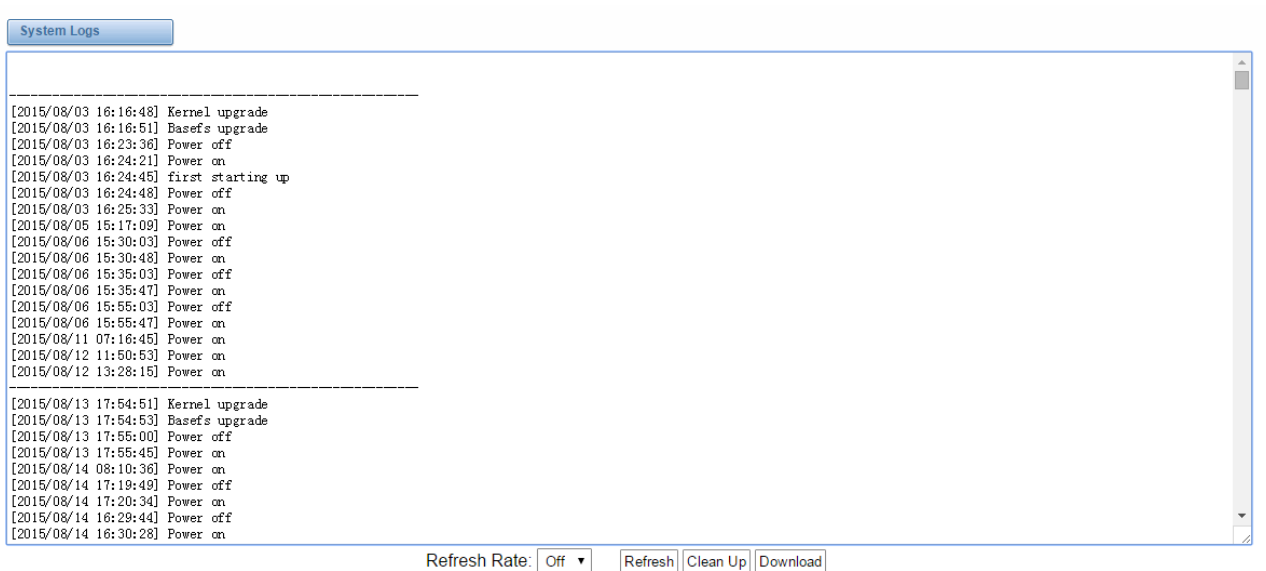 System Logs
[2015/08/03 16:16:48] Kernel upgrade
[2015/08/03 16:16:51] Basefs upgrade
[2015/08/03 16:23:36] Power off
[2015/08/03 16:24:21] Power on
[2015/08/03 16:24:45] first starting up
[2015/08/03 16:24:48] Power off
[2015/08/03 16:25:33] Power on
[2015/08/05 15:17:09] Power on
[2015/08/06 15:30:03] Power off
[2015/08/06 15:30:48] Power on
[2015/08/06 15:35:03] Power off
[2015/08/06 15:35:47] Power on
[2015/08/06 15:55:03] Power off
[2015/08/06 15:55:47] Power on
[2015/08/11 07:16:45] Power on
[2015/08/12 11:50:53] Power on
[2015/08/12 13:28:15] Power on
[2015/08/13 17:54:51] Kernel upgrade
[2015/08/13 17:54:53] Basefs upgrade
[2015/08/13 17:55:00] Power off
[2015/08/13 17:55:45] Power on
[2015/08/14 08:10:36] Power on
[2015/08/14 17:19:49] Power off
[2015/08/14 17:20:34] Power on
[2015/08/14 16:29:44] Power off
[2015/08/14 16:30:28] Power on
Refresh Rate: Off Refresh Clean Up Download